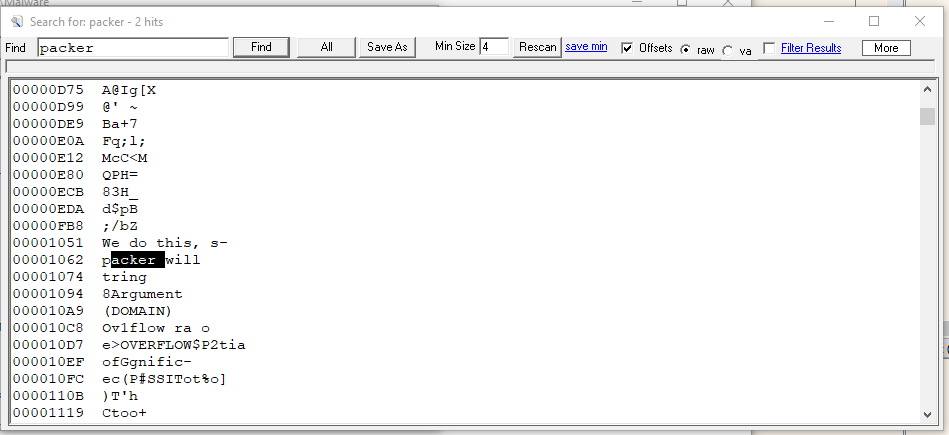 \Malware
Search for: packer - 2 hits
Find packer Find All Save As Min Size 4 Rescan save min Offsets raw va Filter Results More
00000D75 A@Ig[X
00000D99 @' ~
00000DE9 Ba+7
00000E0A Fq;l;
00000E12 McC<M
00000E80 QPH=
00000ECB 83H_
00000EDA d$pB
00000FB8 ;/bZ
00001051 We do this, s-
00001062 packer will
00001074 tring
00001094 8Argument
000010A9 (DOMAIN)
000010C8 Ov1flow ra o
000010D7 e>OVERFLOW$P2tia
000010EF ofGgnific-
000010FC ec(P#SSITot%o]
0000110B )T'h
00001119 Ctoo+